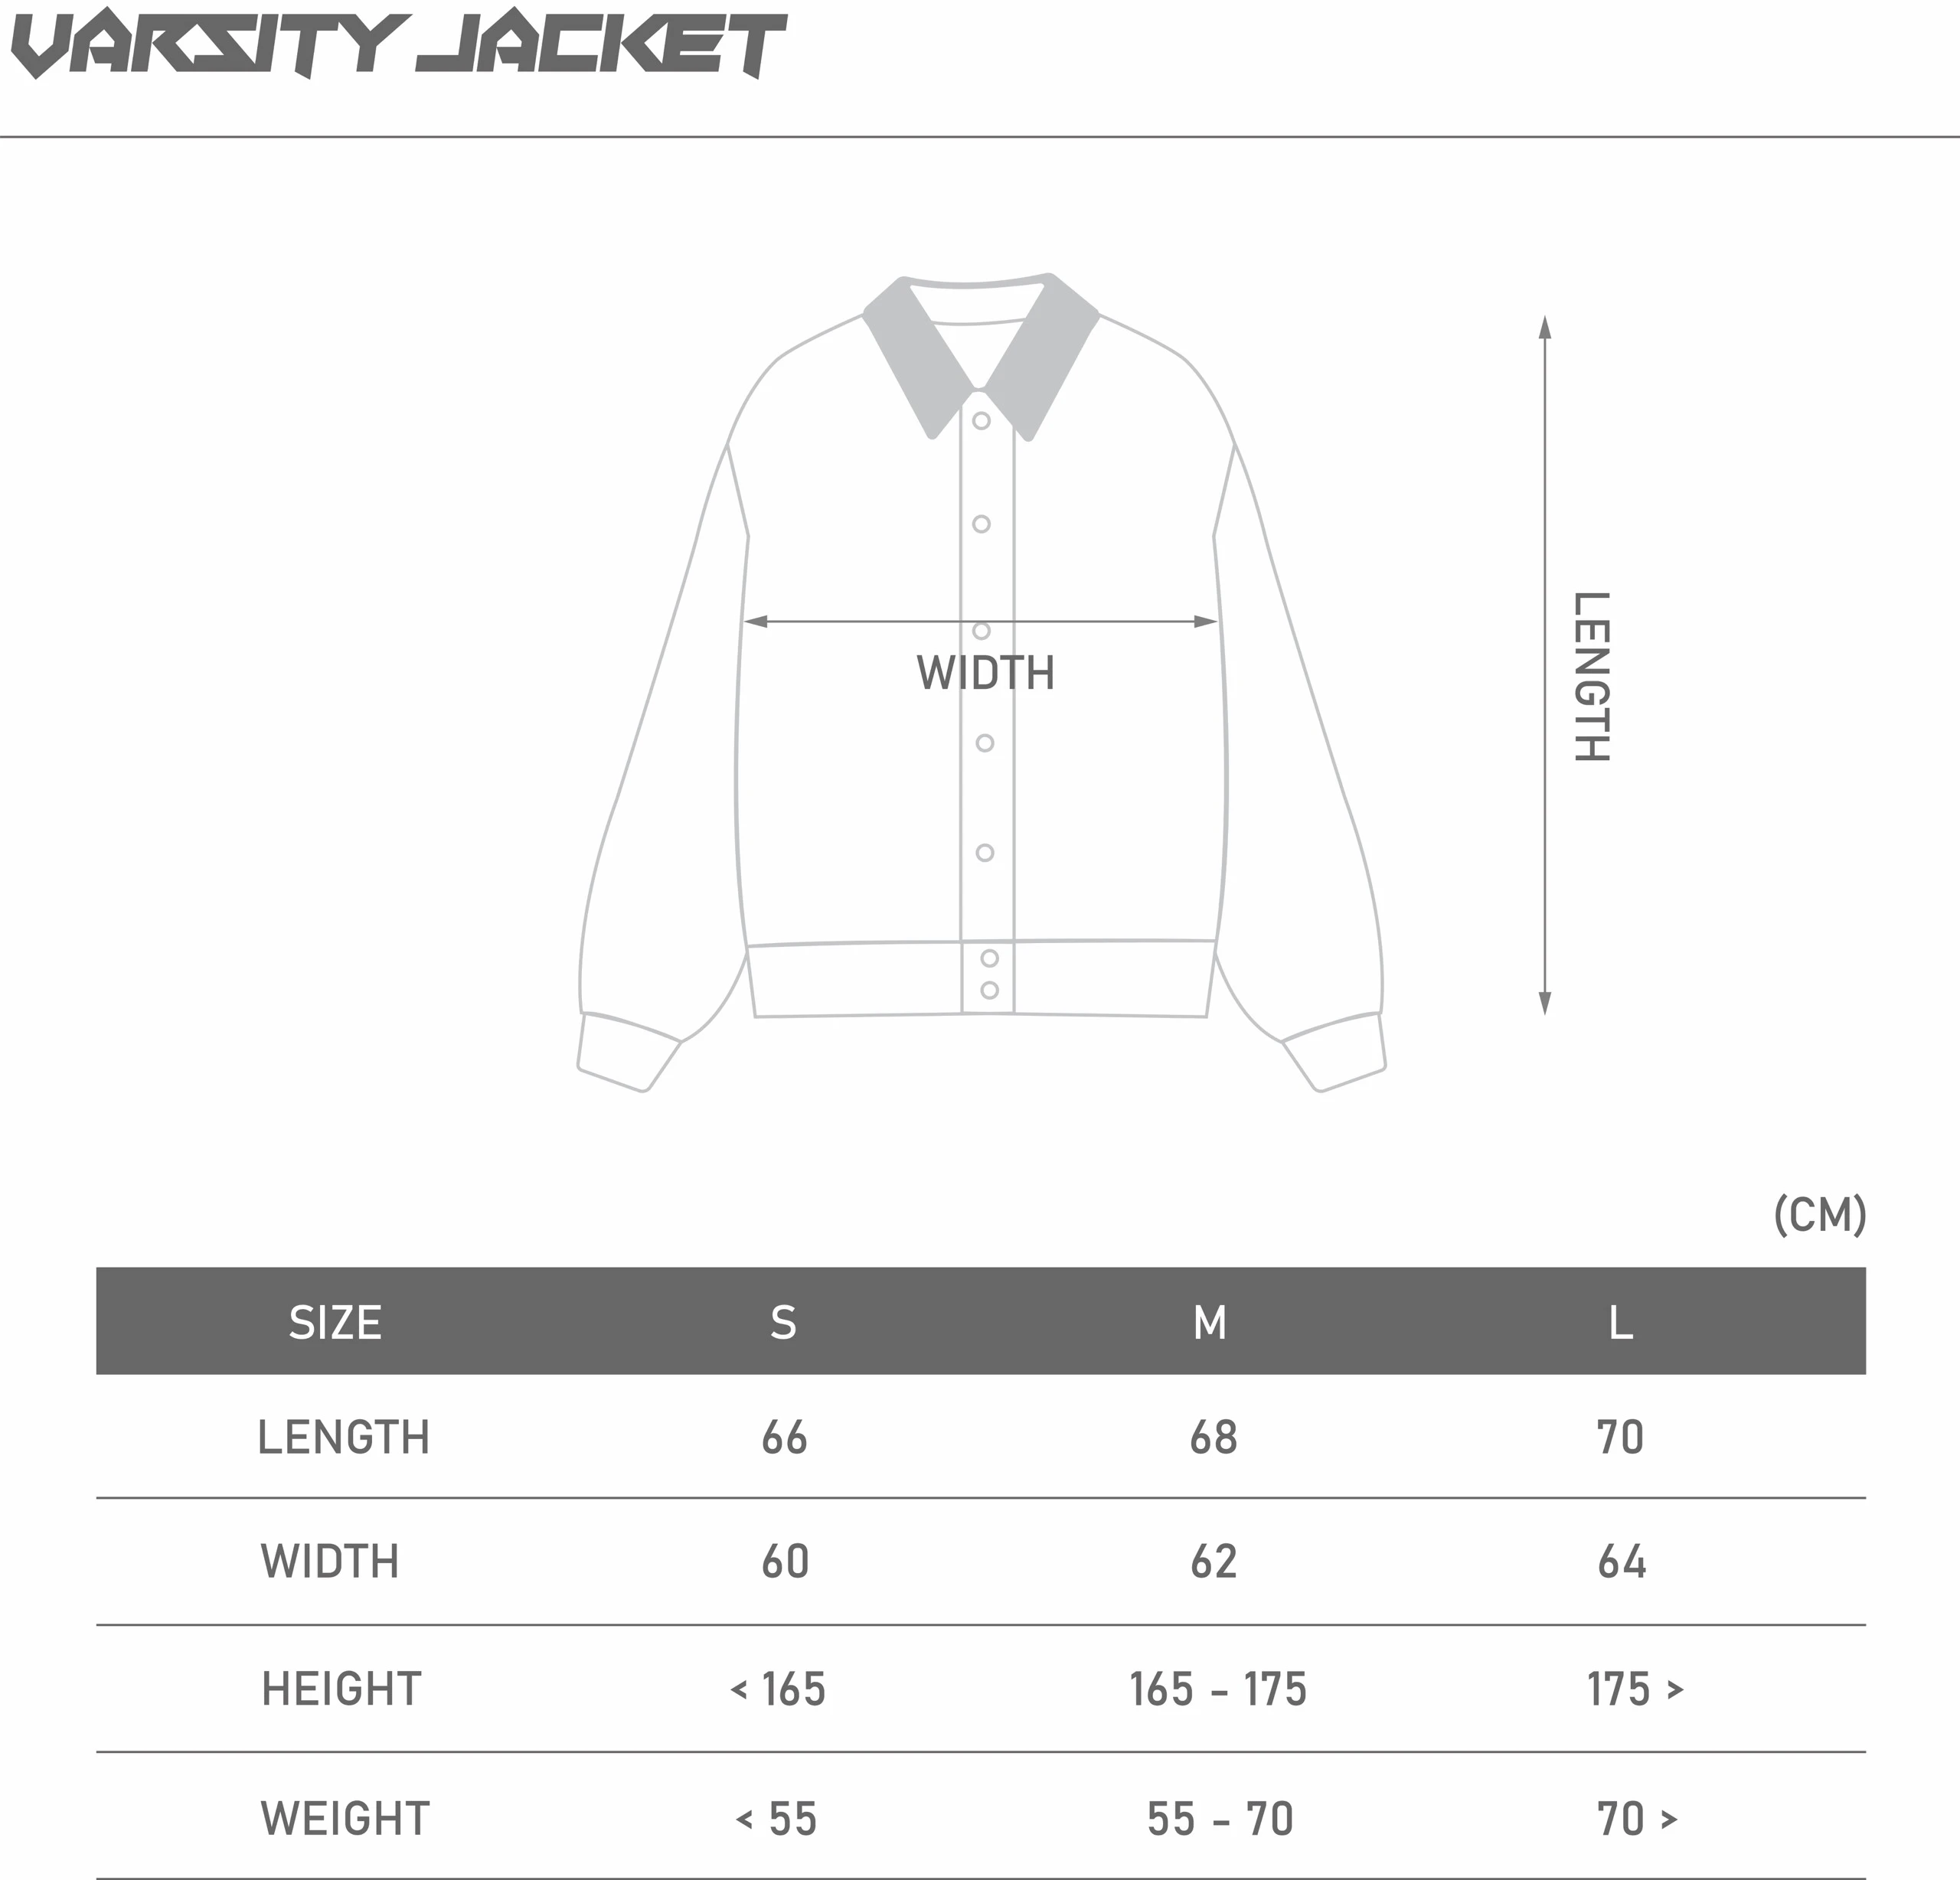 VARSITY JACKET
WIDTH
LENGTH
(CM)
SIZE S M L
LENGTH 66 68 70
WIDTH 60 62 64
HEIGHT < 165 165 - 175 175 >
WEIGHT < 55 55 - 70 70 >